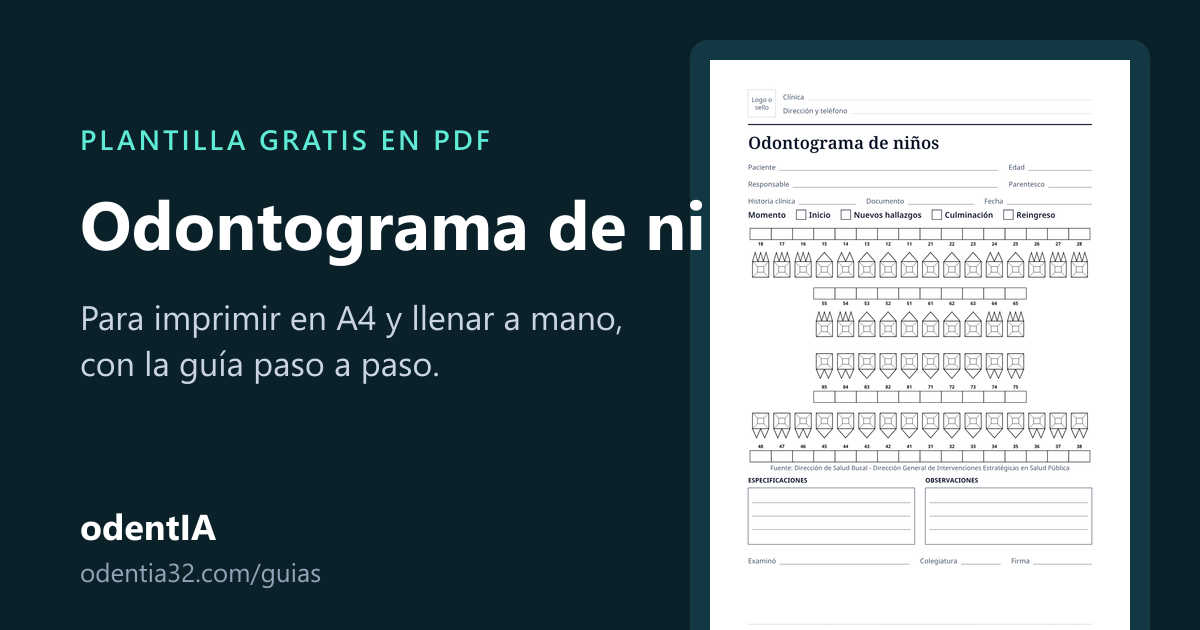 PLANTILLA GRATIS EN PDF
Odontograma de ni
Para imprimir en A4 y llenar a mano,
con la guía paso a paso.
odentIA
odentia32.com/guias
Logo o
sello
Clínica
Dirección y teléfono
Odontograma de niños
Paciente Edad
Responsable Parentesco
Historia clínica Documento Fecha
Momento Inicio Nuevos hallazgos Culminación Reingreso
18 17 16 15 14 13 12 11 21 22 23 24 25 26 27 28
55 54 53 52 51 61 62 63 64 65
85 84 83 82 81 71 72 73 74 75
48 47 46 45 44 43 42 41 31 32 33 34 35 36 37 38
Fuente: Dirección de Salud Bucal - Dirección General de Intervenciones Estratégicas en Salud Pública
ESPECIFICACIONES OBSERVACIONES
Examinó Colegiatura Firma